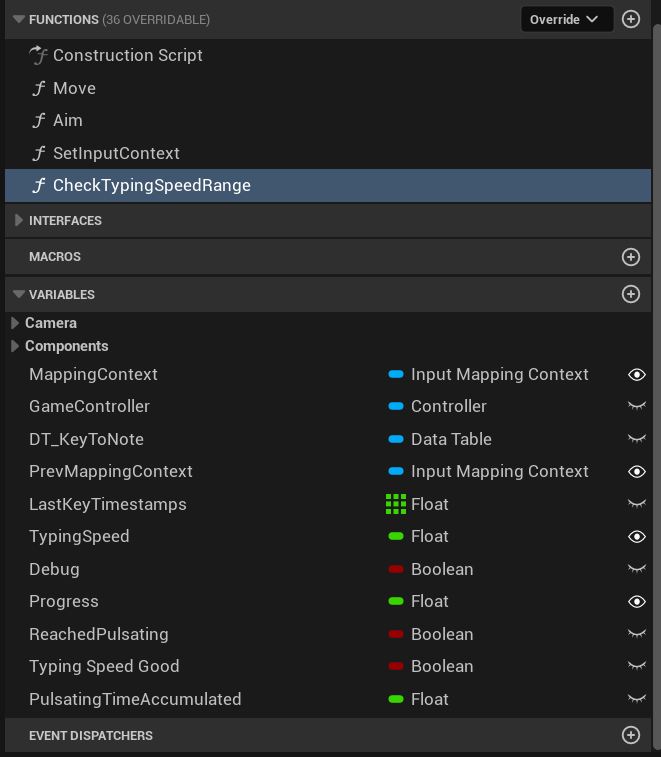 FUNCTIONS (36 OVERRIDABLE) Override
Construction Script
Move
Aim
SetInputContext
CheckTypingSpeedRange
INTERFACES
MACROS
VARIABLES
Camera
Components
MappingContext Input Mapping Context
GameController Controller
DT_KeyToNote Data Table
PrevMappingContext Input Mapping Context
LastKeyTimestamps Float
TypingSpeed Float
Debug Boolean
Progress Float
ReachedPulsating Boolean
Typing Speed Good Boolean
PulsatingTimeAccumulated Float
EVENT DISPATCHERS